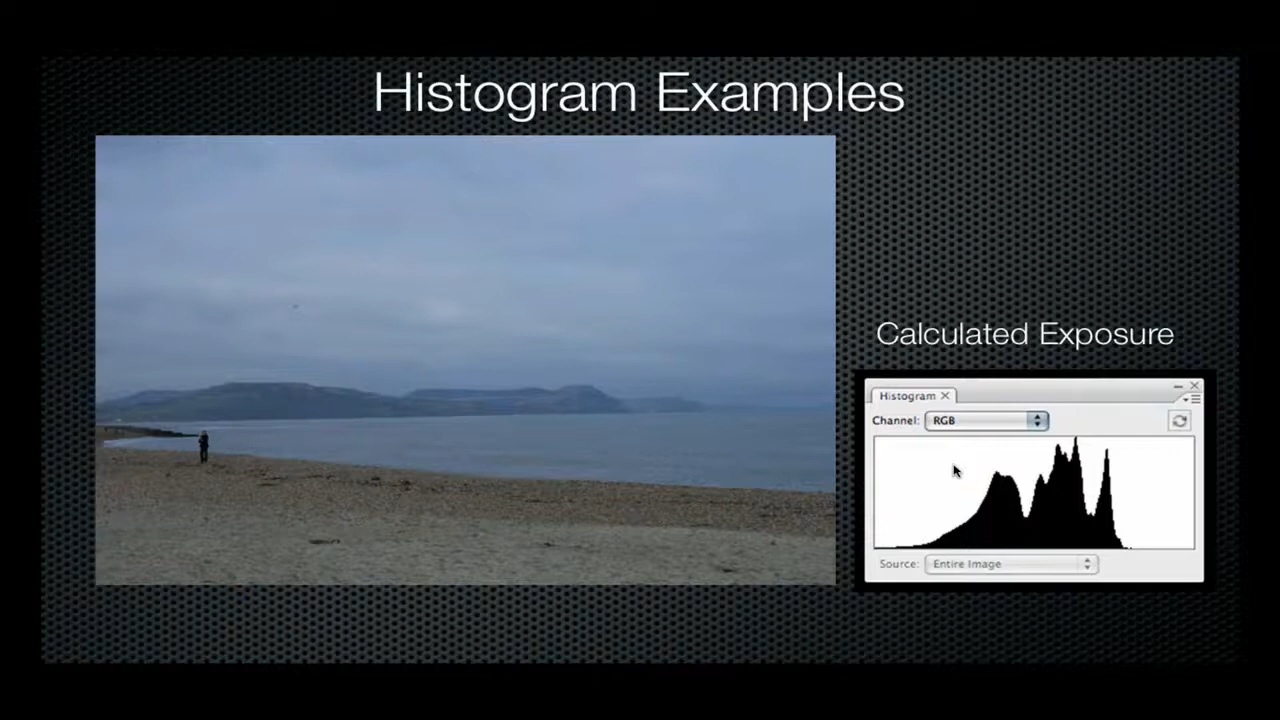 Histogram Examples
Calculated Exposure
Histogram
Channel: RGB
Source: Entire Image